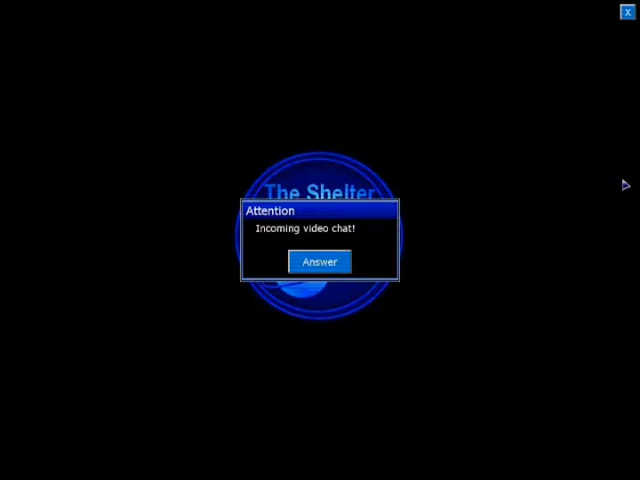 X
The Shelter
Attention
Incoming video chat!
Answer